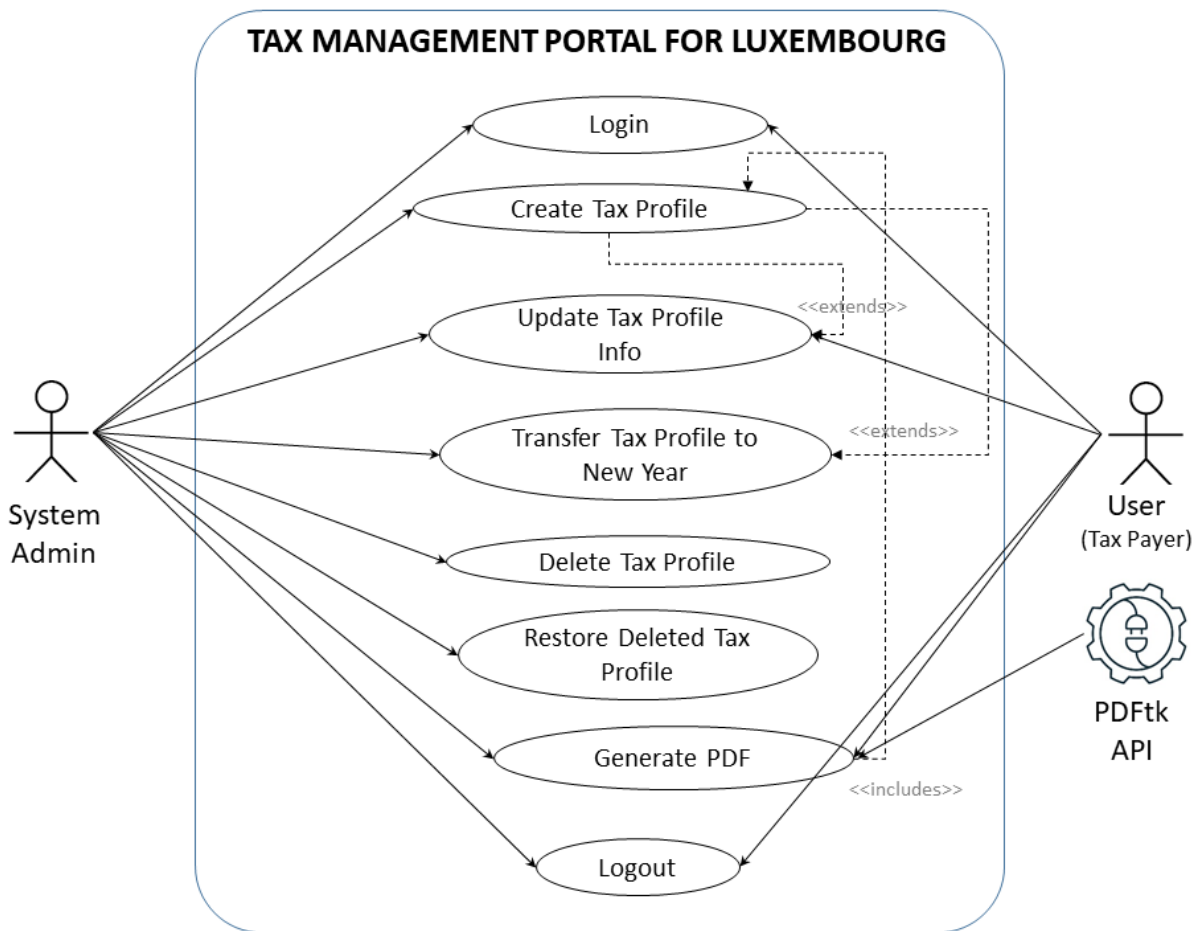 TAX MANAGEMENT PORTAL FOR LUXEMBOURG
Login
Create Tax Profile
<<extends>>
Update Tax Profile
Info
Transfer Tax Profile to
New Year
<<extends>>
System
Admin
User
(Tax Payer)
Delete Tax Profile
Restore Deleted Tax
Profile
PDFtk
API
Generate PDF
<<includes>>
Logout